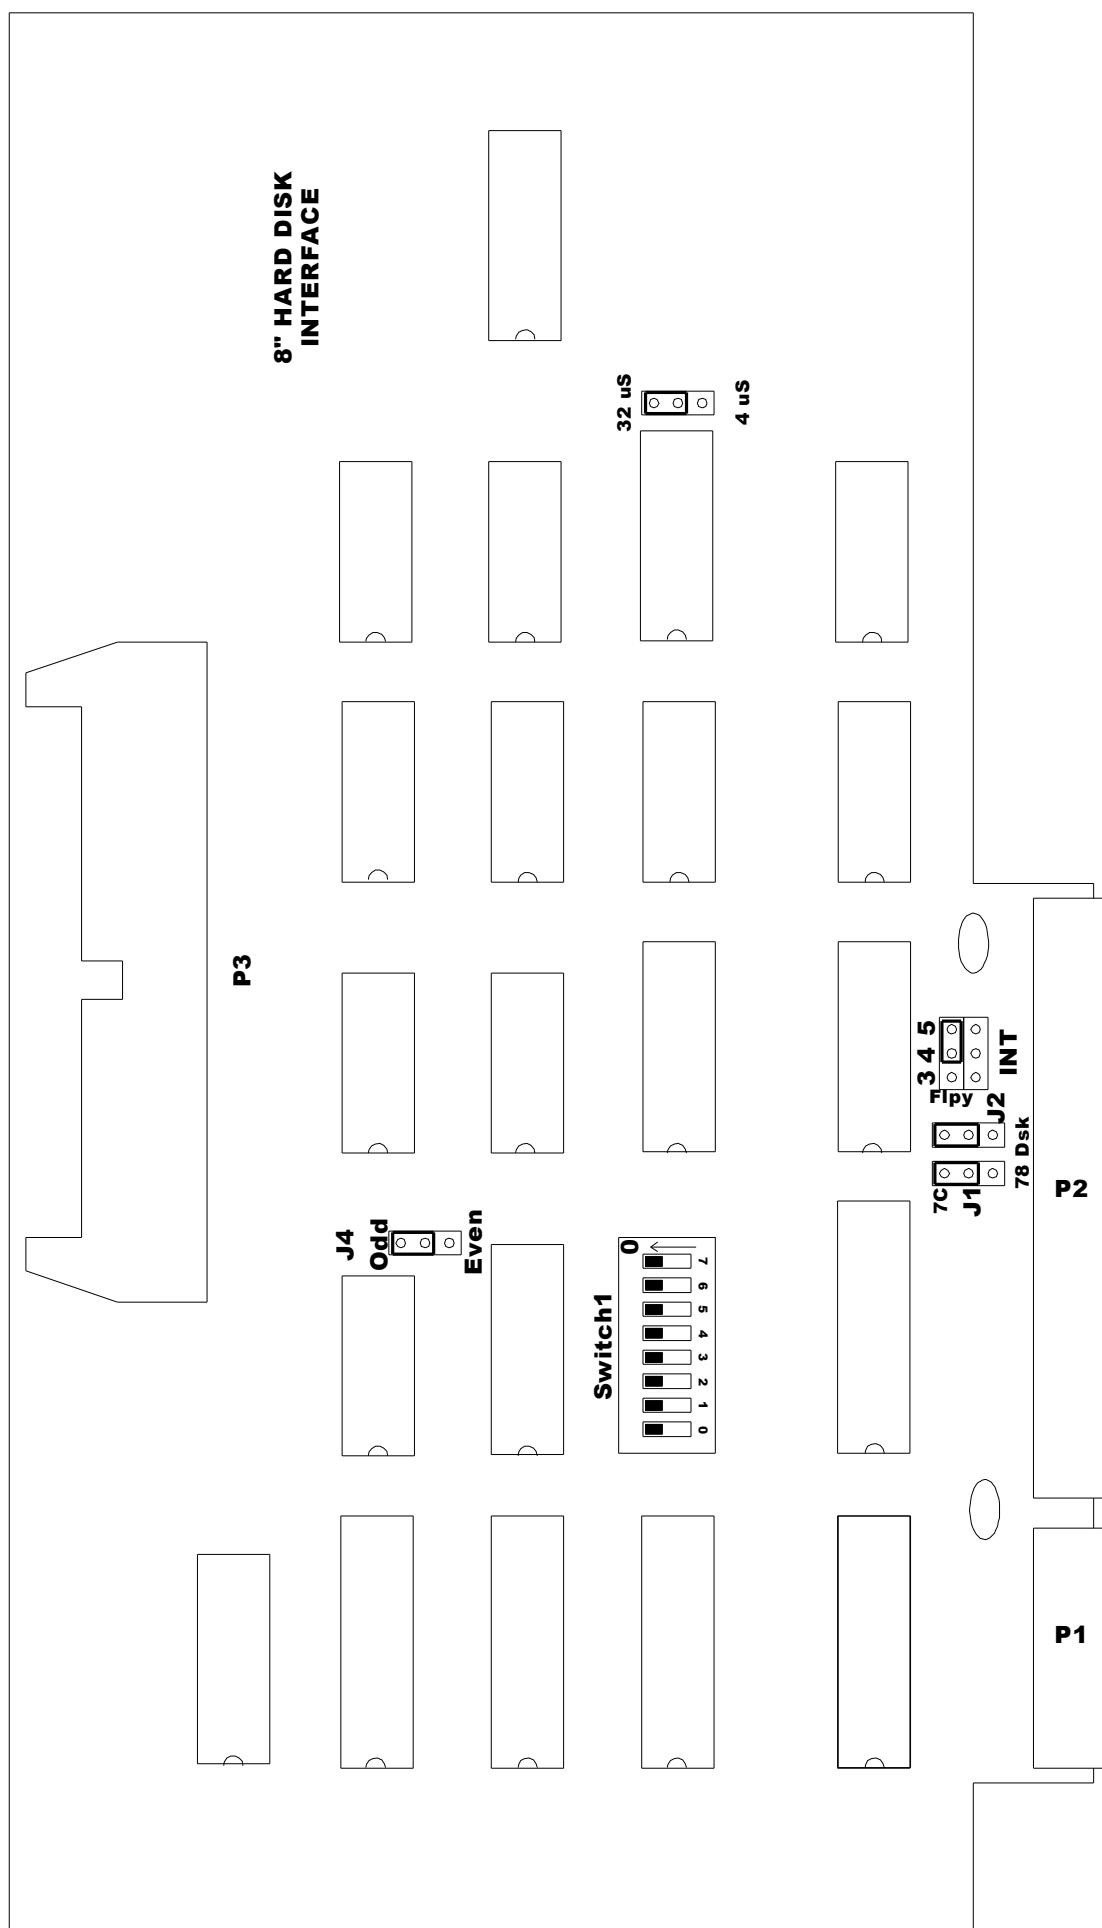 8" HARD DISK
INTERFACE
32 uS
4 uS
P3
3 4 5
INT
Flpy
J2
7C
J1
78 Dsk
P2
J4
Odd
Even
Switch1
0
7
6
5
4
3
2
1
0
P1